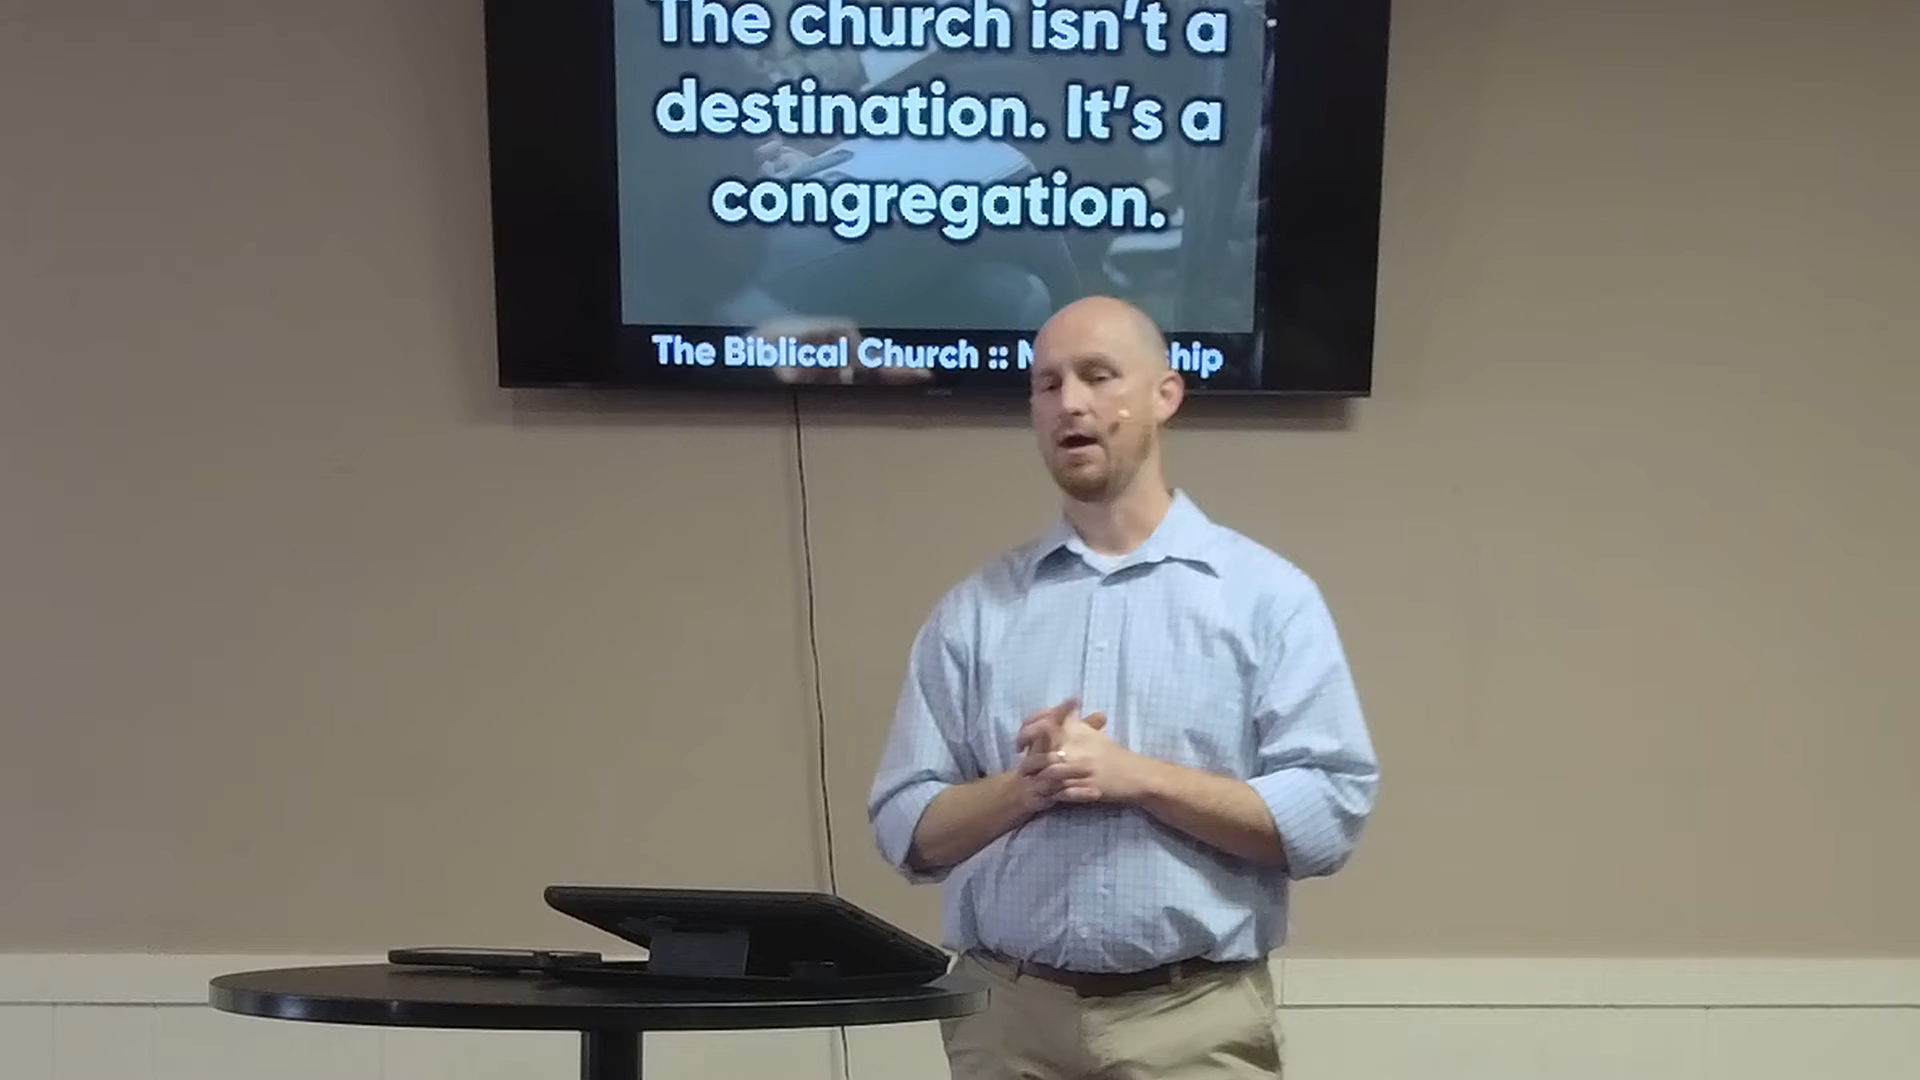 The church isn't a
destination. It's a
congregation.
The Biblical Church ::